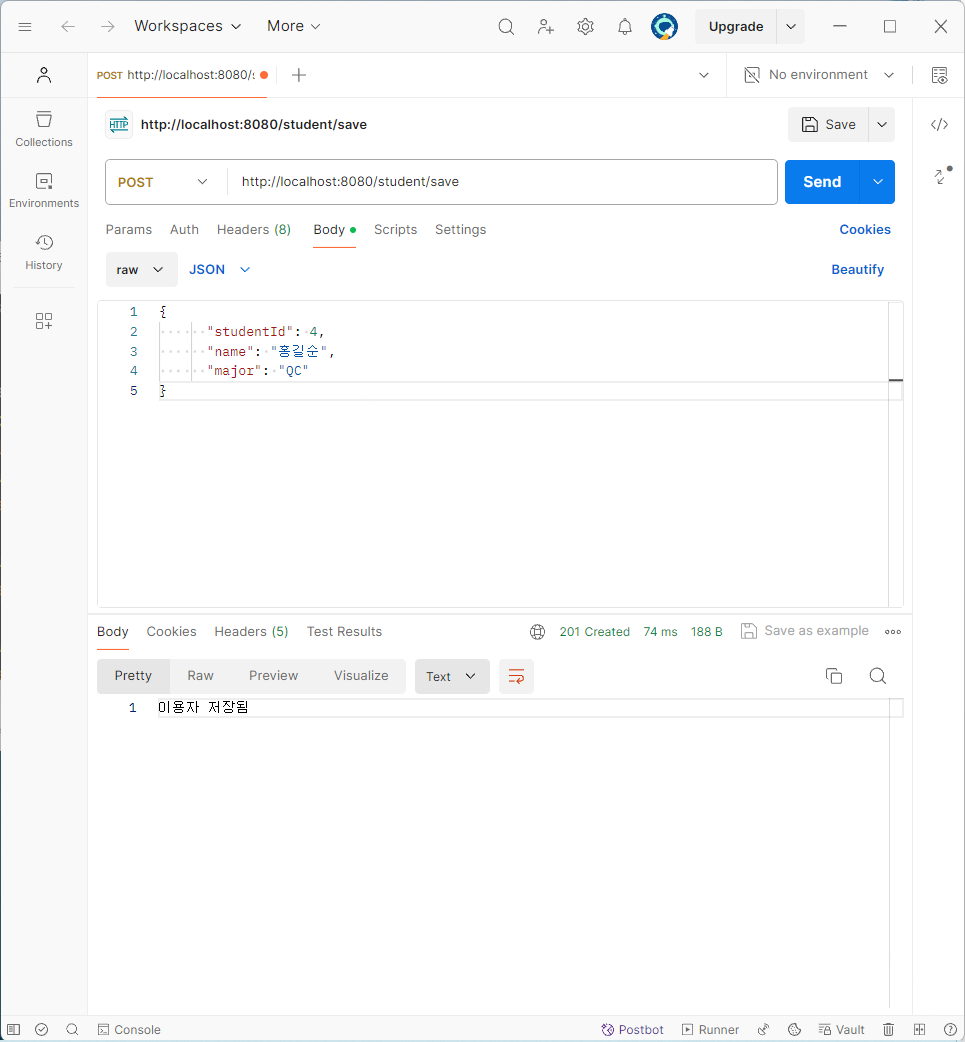 Workspaces More Upgrade
POST http://localhost:8080/: No environment
HTTP http://localhost:8080/student/save Save
Collections
Environments
History
POST http://localhost:8080/student/save Send
Params Auth Headers (8) Body Scripts Settings Cookies
raw JSON Beautify
1 {
2 "studentId": 4,
3 "name": "홍길순",
4 "major": "QC"
5 }
Body Cookies Headers (5) Test Results 201 Created 74 ms 188 B Save as example
Pretty Raw Preview Visualize Text
1 이용자 저장됨
Console Postbot Runner Vault